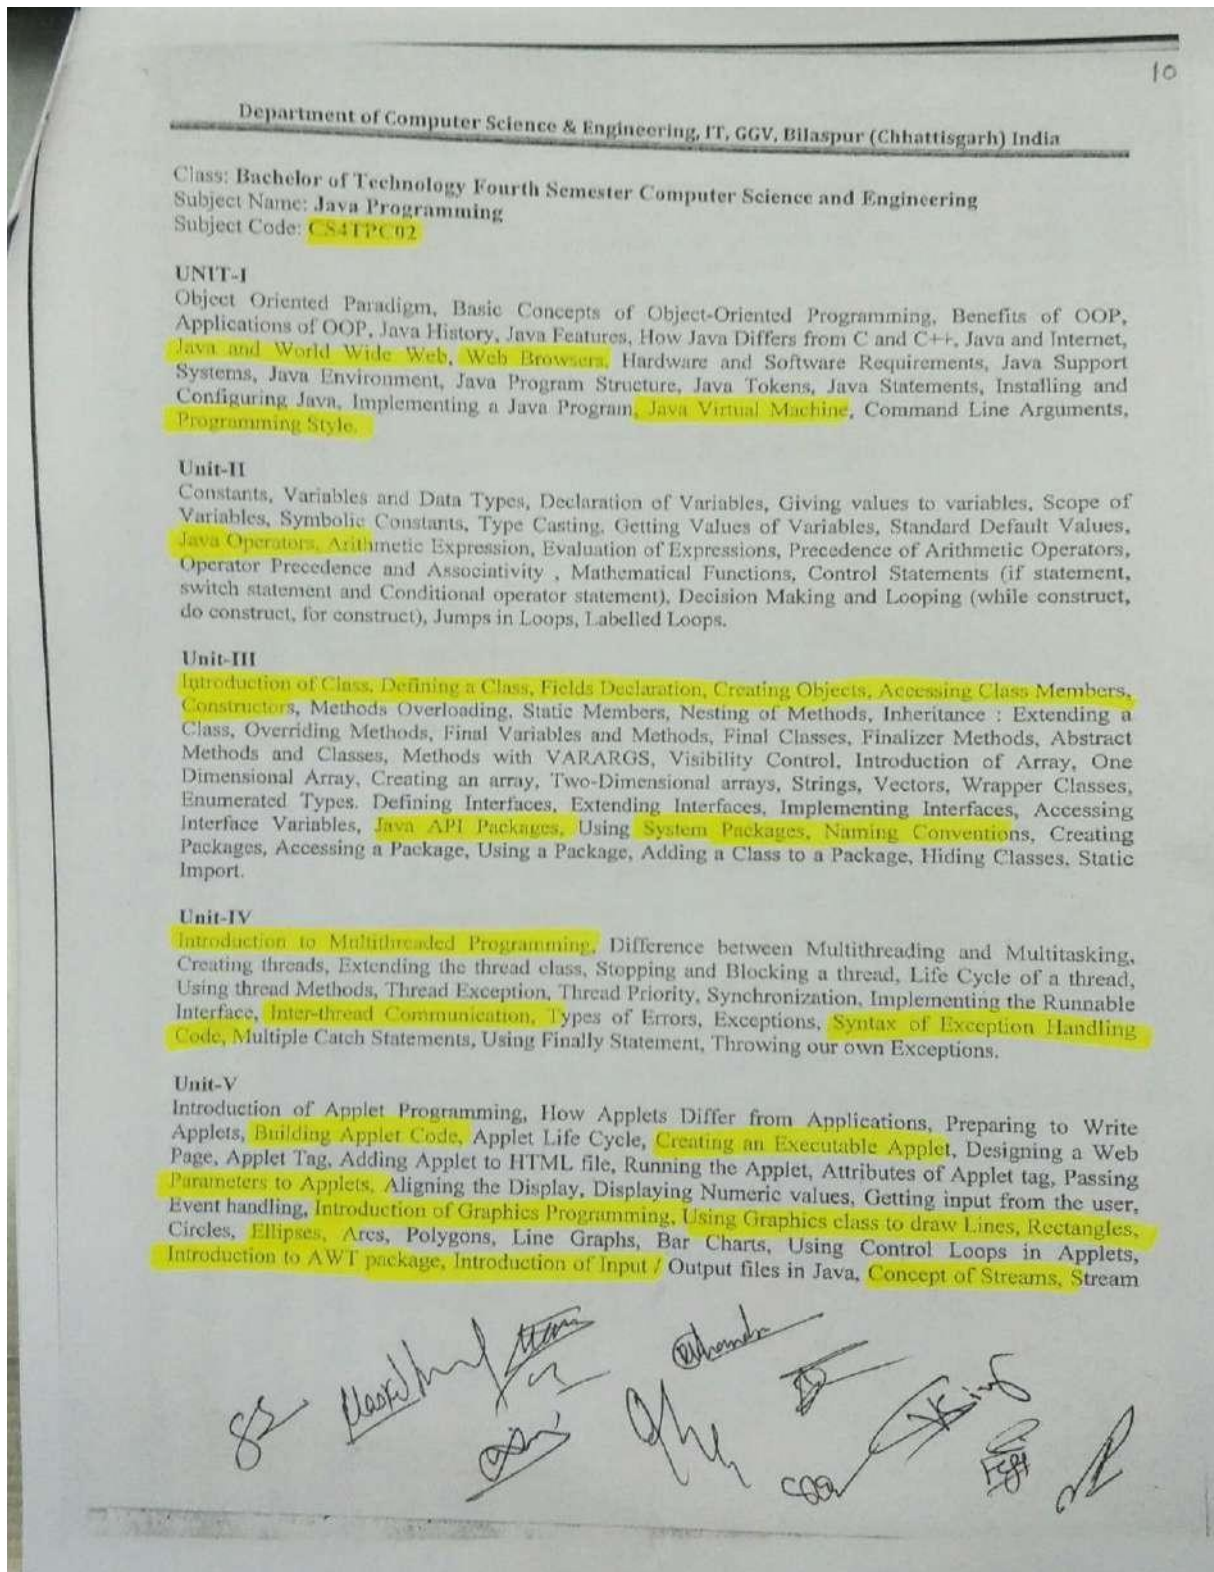 10
Department of Computer Science & Engineering, IT, GGV, Bilaspur (Chhattisgarh) India
Class: Bachelor of Technology Fourth Semester Computer Science and Engineering
Subject Name: Java Programming
Subject Code: CS4TPC02
UNIT-I
Object Oriented Paradigm, Basic Concepts of Object-Oriented Programming, Benefits of OOP,
Applications of OOP, Java History, Java Features, How Java Differs from C and C++, Java and Internet,
Java and World Wide Web, Web Browsers, Hardware and Software Requirements, Java Support
Systems, Java Environment, Java Program Structure, Java Tokens, Java Statements, Installing and
Configuring Java, Implementing a Java Program, Java Virtual Machine, Command Line Arguments,
Programming Style.
Unit-II
Constants, Variables and Data Types, Declaration of Variables, Giving values to variables, Scope of
Variables, Symbolic Constants, Type Casting, Getting Values of Variables, Standard Default Values,
Java Operators, Arithmetic Expression, Evaluation of Expressions, Precedence of Arithmetic Operators,
Operator Precedence and Associativity , Mathematical Functions, Control Statements (if statement,
switch statement and Conditional operator statement), Decision Making and Looping (while construct,
do construct, for construct), Jumps in Loops, Labelled Loops.
Unit-III
Introduction of Class, Defining a Class, Fields Declaration, Creating Objects, Accessing Class Members,
Constructors, Methods Overloading, Static Members, Nesting of Methods, Inheritance : Extending a
Class, Overriding Methods, Final Variables and Methods, Final Classes, Finalizer Methods, Abstract
Methods and Classes, Methods with VARARGS, Visibility Control, Introduction of Array, One
Dimensional Array, Creating an array, Two-Dimensional arrays, Strings, Vectors, Wrapper Classes,
Enumerated Types. Defining Interfaces, Extending Interfaces, Implementing Interfaces, Accessing
Interface Variables, Java API Packages, Using System Packages, Naming Conventions, Creating
Packages, Accessing a Package, Using a Package, Adding a Class to a Package, Hiding Classes. Static
Import.
Unit-IV
Introduction to Multithreaded Programming, Difference between Multithreading and Multitasking,
Creating threads, Extending the thread class, Stopping and Blocking a thread, Life Cycle of a thread,
Using thread Methods, Thread Exception, Thread Priority, Synchronization, Implementing the Runnable
Interface, Inter-thread Communication, Types of Errors, Exceptions, Syntax of Exception Handling
Code, Multiple Catch Statements, Using Finally Statement, Throwing our own Exceptions.
Unit-V
Introduction of Applet Programming, How Applets Differ from Applications, Preparing to Write
Applets, Building Applet Code, Applet Life Cycle, Creating an Executable Applet, Designing a Web
Page, Applet Tag, Adding Applet to HTML file, Running the Applet, Attributes of Applet tag, Passing
Parameters to Applets, Aligning the Display, Displaying Numeric values, Getting input from the user,
Event handling, Introduction of Graphics Programming, Using Graphics class to draw Lines, Rectangles,
Circles, Ellipses, Arcs, Polygons, Line Graphs, Bar Charts, Using Control Loops in Applets,
Introduction to AWT package, Introduction of Input / Output files in Java, Concept of Streams, Stream